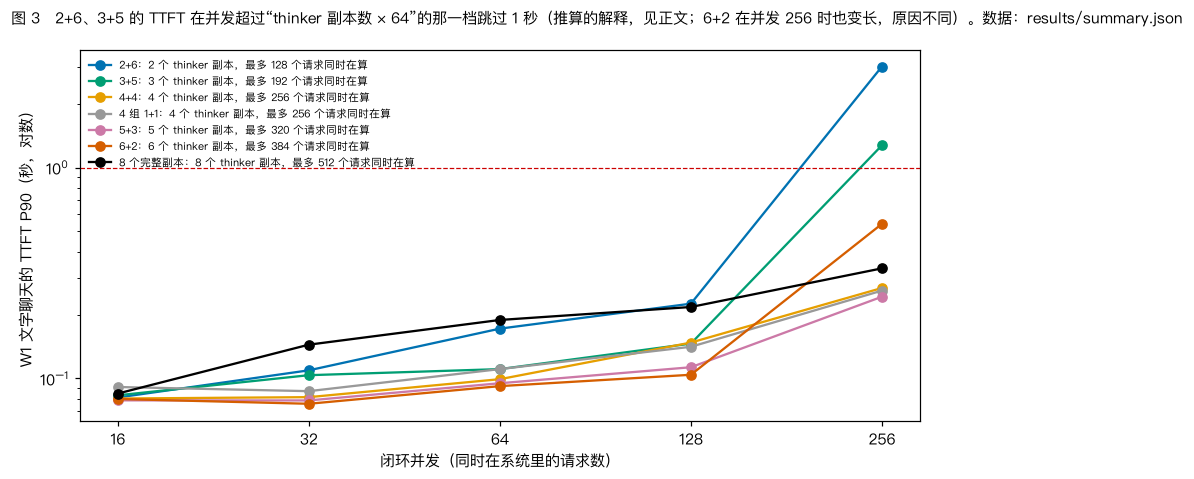 图 3　2+6、3+5 的 TTFT 在并发超过“thinker 副本数 × 64”的那一档跳过 1 秒（推算的解释，见正文；6+2 在并发 256 时也变长，原因不同）。数据：results/summary.json
2+6：2 个 thinker 副本，最多 128 个请求同时在算
3+5：3 个 thinker 副本，最多 192 个请求同时在算
4+4：4 个 thinker 副本，最多 256 个请求同时在算
4 组 1+1：4 个 thinker 副本，最多 256 个请求同时在算
5+3：5 个 thinker 副本，最多 320 个请求同时在算
6+2：6 个 thinker 副本，最多 384 个请求同时在算
8 个完整副本：8 个 thinker 副本，最多 512 个请求同时在算
W1 文字聊天的 TTFT P90（秒，对数）
10⁰
10⁻¹
16 32 64 128 256
闭环并发（同时在系统里的请求数）